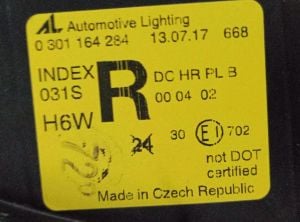 AL Automotive Lighting
0 301 164 284 13.07.17 668
INDEX R DC HR PL B
031S 00 04 02
H6W 24 30 E1 702
not DOT
certified
Made in Czech Republic